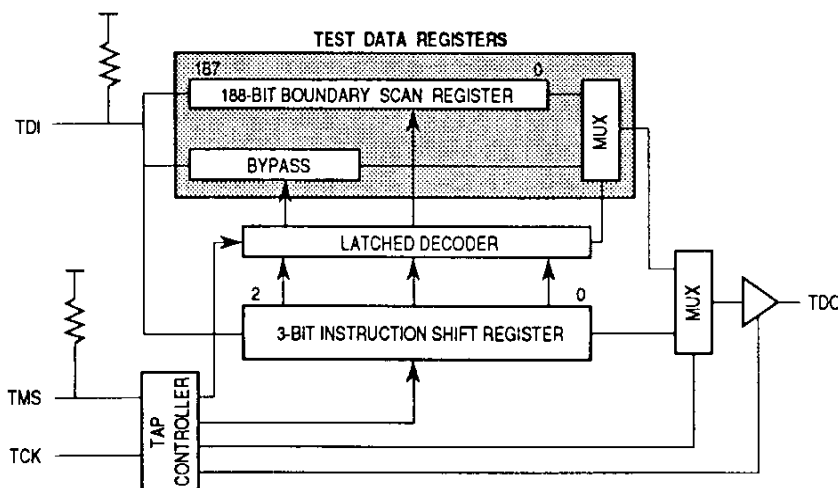 TEST DATA REGISTERS
187 0
188-BIT BOUNDARY SCAN REGISTER
MUX
TDI
BYPASS
LATCHED DECODER
2 0
3-BIT INSTRUCTION SHIFT REGISTER
MUX
TDO
TMS
TAP
CONTROLLER
TCK